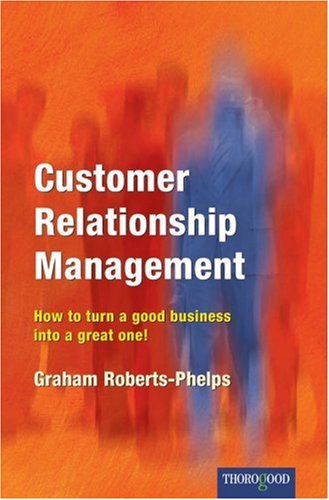 Customer
Relationship
Management
How to turn a good business
into a great one!
Graham Roberts-Phelps
THOROGOOD